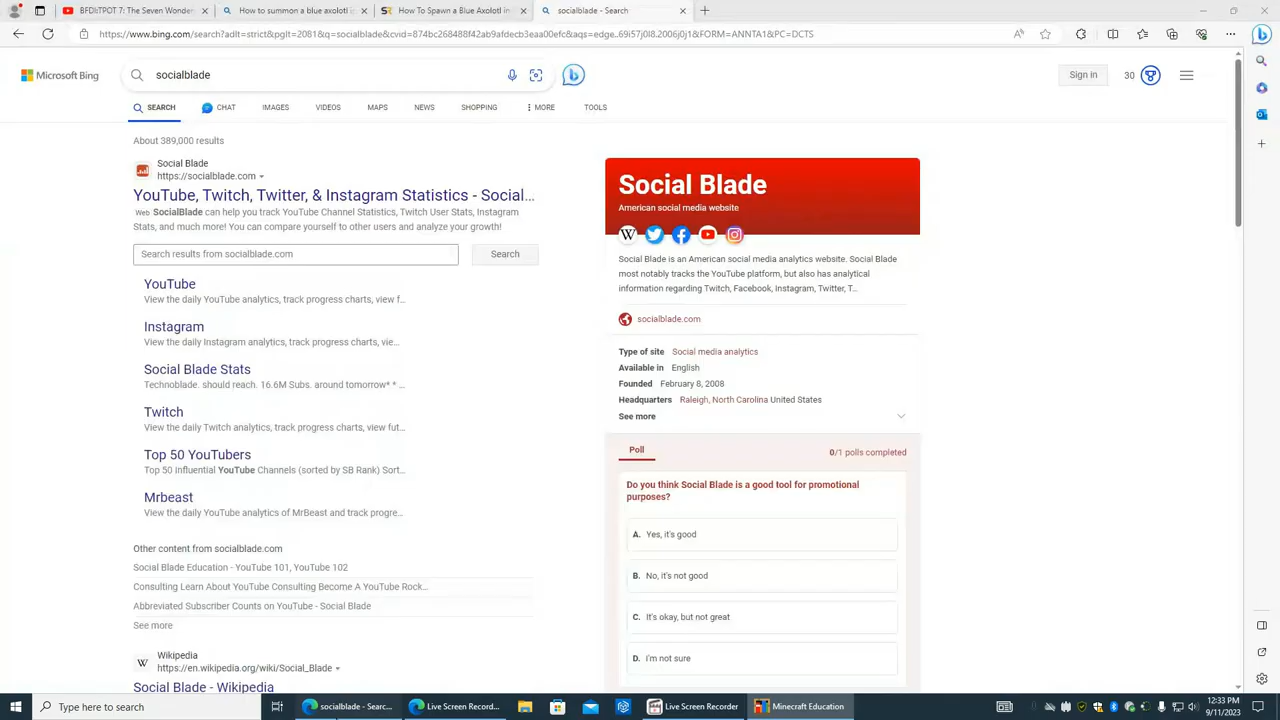 BFDI:TPOT 7: The Seven Wonder
How to summon a blue axolotl i
How To Spawn a Blue Axolotl In
socialblade - Search
https://www.bing.com/search?adlt=strict&pglt=2081&q=socialblade&cvid=874bc268488f42ab9afdecb3eaa00efc&aqs=edge..69i57j0l8.2006j0j1&FORM=ANNTA1&PC=DCTS
Microsoft Bing
socialblade
Sign in
30
SEARCH CHAT IMAGES VIDEOS MAPS NEWS SHOPPING MORE TOOLS
About 389,000 results
Social Blade
https://socialblade.com
YouTube, Twitch, Twitter, & Instagram Statistics - Social...
Web SocialBlade can help you track YouTube Channel Statistics, Twitch User Stats, Instagram
Stats, and much more! You can compare yourself to other users and analyze your growth!
Search results from socialblade.com
Search
YouTube
View the daily YouTube analytics, track progress charts, view f...
Instagram
View the daily Instagram analytics, track progress charts, vie...
Social Blade Stats
Technoblade. should reach. 16.6M Subs. around tomorrow* * ...
Twitch
View the daily Twitch analytics, track progress charts, view fut...
Top 50 YouTubers
Top 50 influential YouTube Channels (sorted by SB Rank) Sort...
Mrbeast
View the daily YouTube analytics of MrBeast and track progre...
Other content from socialblade.com
Social Blade Education - YouTube 101, YouTube 102
Consulting Learn About YouTube Consulting Become A YouTube Rock...
Abbreviated Subscriber Counts on YouTube - Social Blade
See more
Wikipedia
https://en.wikipedia.org/wiki/Social_Blade
Social Blade - Wikipedia
Social Blade
American social media website
Social Blade is an American social media analytics website. Social Blade
most notably tracks the YouTube platform, but also has analytical
information regarding Twitch, Facebook, Instagram, Twitter, T...
socialblade.com
Type of site Social media analytics
Available in English
Founded February 8, 2008
Headquarters Raleigh, North Carolina United States
See more
Poll
0/1 polls completed
Do you think Social Blade is a good tool for promotional
purposes?
A. Yes, it's good
B. No, it's not good
C. It's okay, but not great
D. I'm not sure
Type here to search
socialblade - Searc...
Live Screen Record...
Live Screen Recorder
Minecraft Education
12:33 PM
9/11/2023